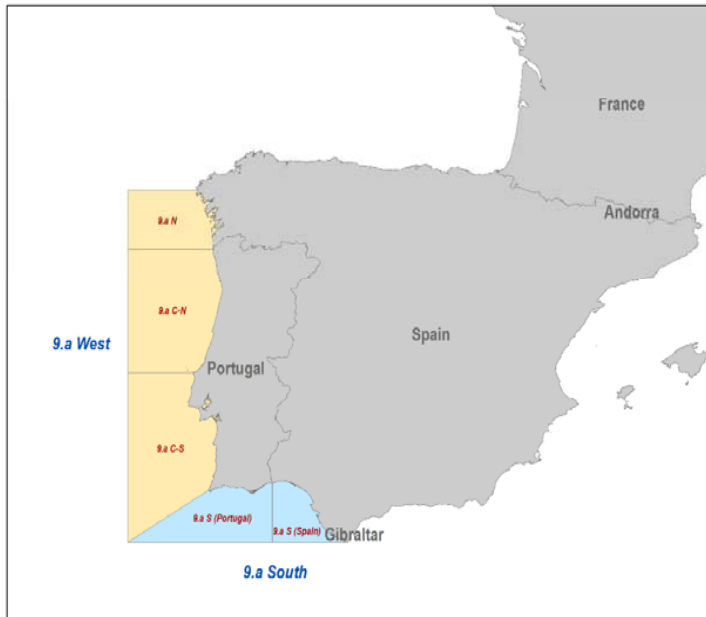 France
Andorra
9.a N
9.a C-N
Spain
9.a West
Portugal
9.a C-S
9.a S (Portugal)
9.a S (Spain)
Gibraltar
9.a South